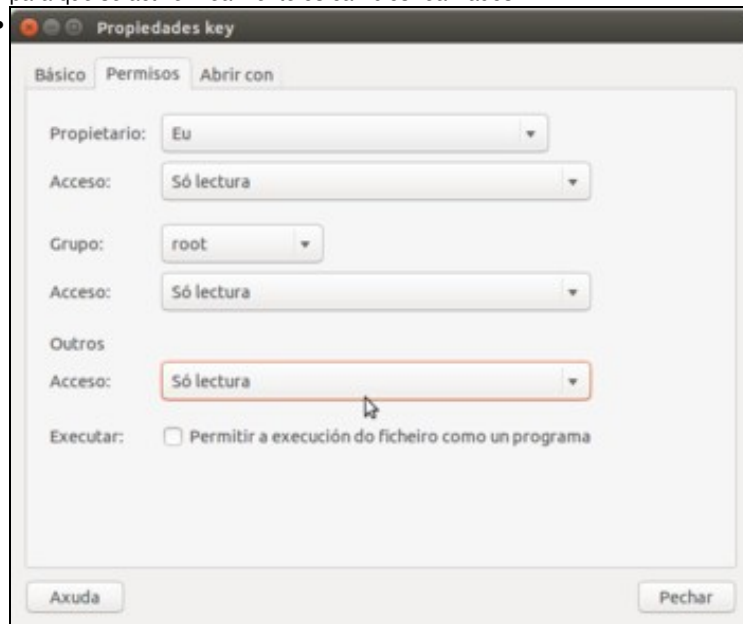 Propiedades key
Básico Permisos Abrir con
Propietario: Eu
Acceso: Só lectura
Grupo: root
Acceso: Só lectura
Outros
Acceso: Só lectura
Executar: Permitir a execución do ficheiro como un programa
Axuda Pechar